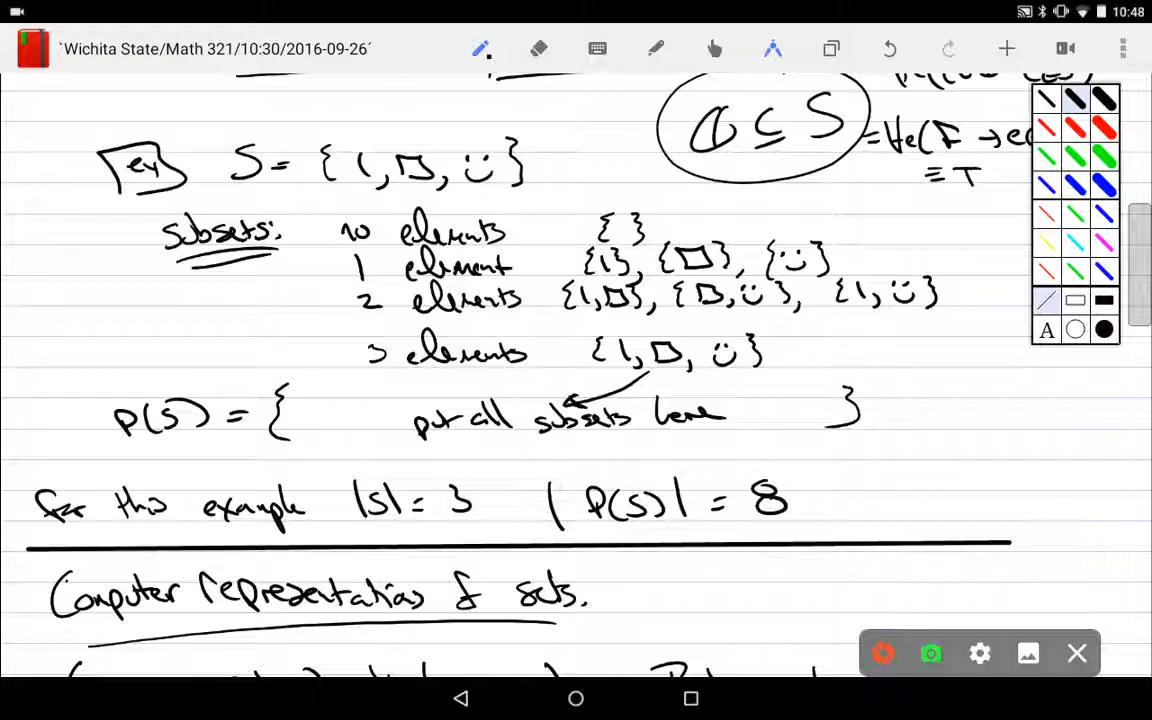 10:48
`Wichita State/Math 321/10:30/2016-09-26´
∅ ⊆ S = ∀e(F → e(
≡ T
ex S = {1, □, ☺}
subsets: no elements { }
1 element {1}, {□}, {☺}
2 elements {1,□}, {□,☺}, {1,☺}
3 elements {1,□,☺}
P(S) = { put all subsets here }
for this example |S| = 3 | P(S) | = 8
Computer representations of sets.
A